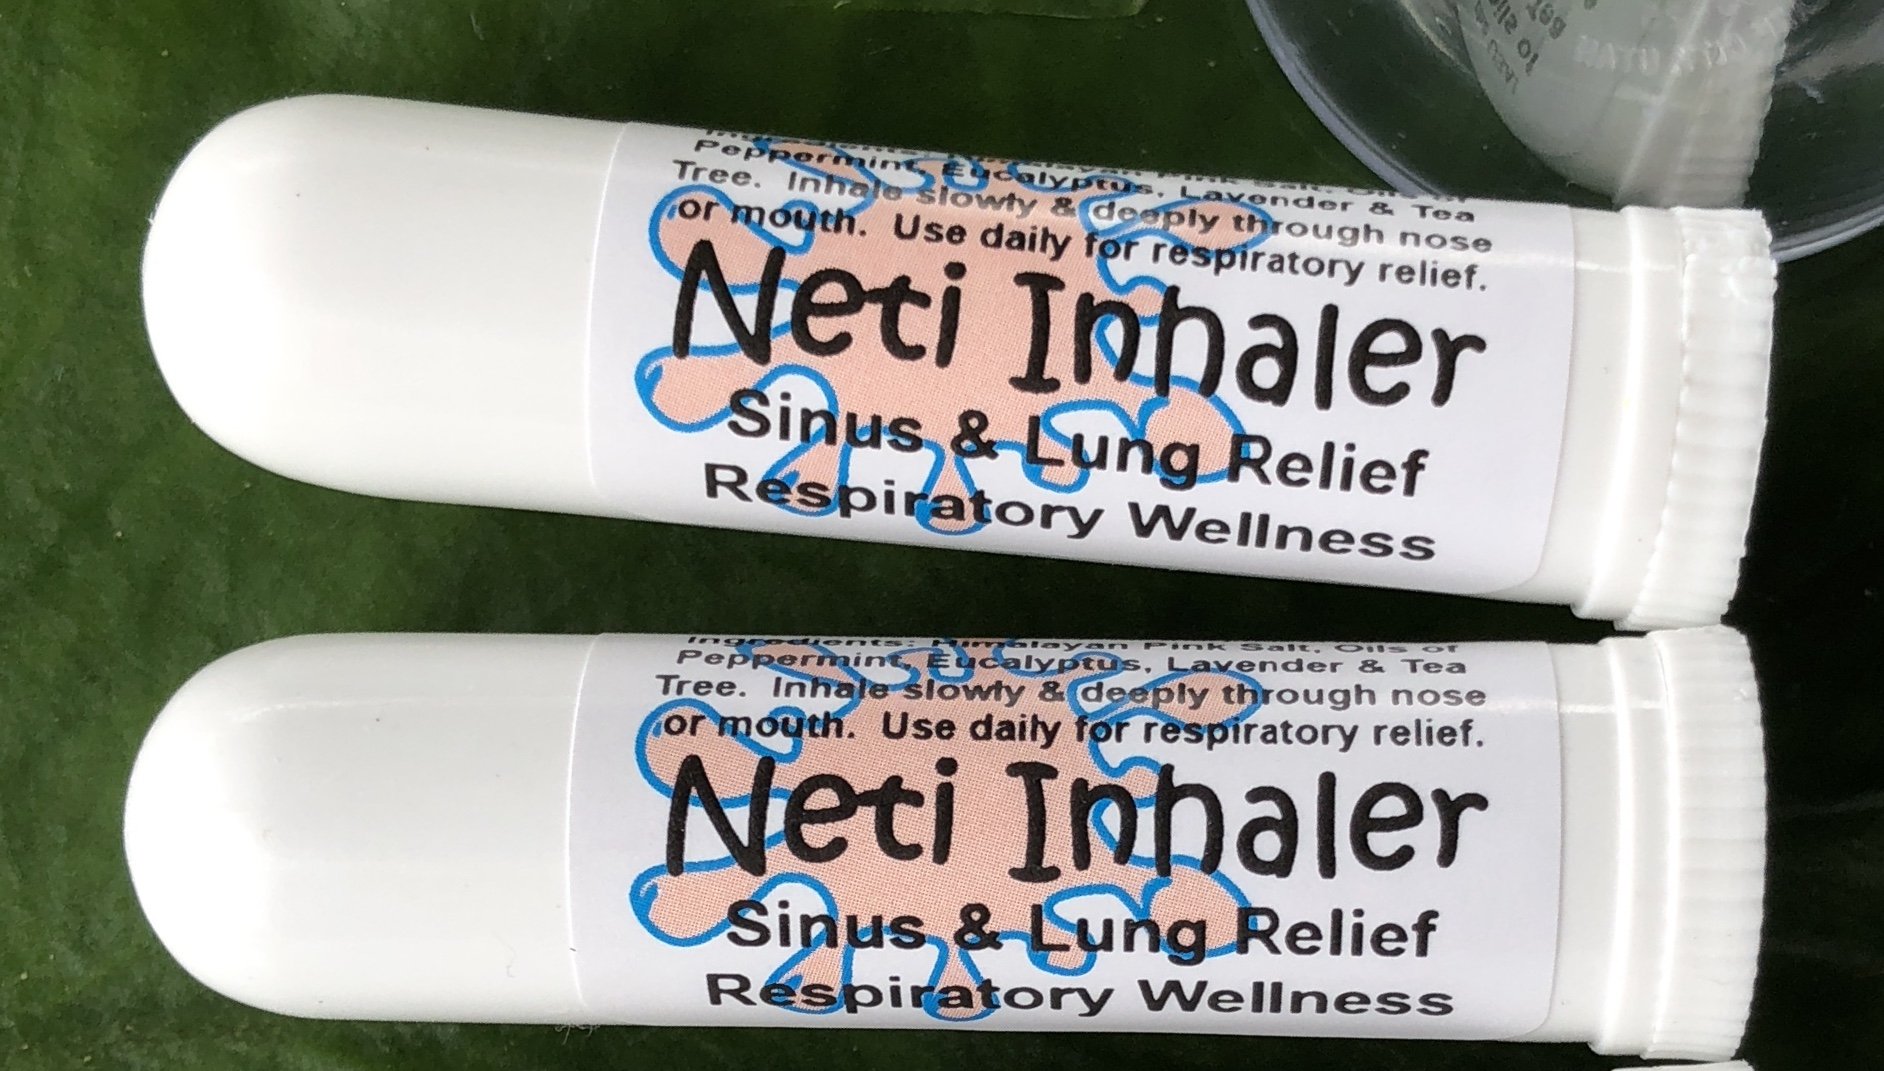 Peppermint, Eucalyptus, Lavender & Tea
Tree. Inhale slowly & deeply through nose
or mouth. Use daily for respiratory relief.
Neti Inhaler
Sinus & Lung Relief
Respiratory Wellness
Ingredients: Himalayan Pink Salt, Oils of
Peppermint, Eucalyptus, Lavender & Tea
Tree. Inhale slowly & deeply through nose
or mouth. Use daily for respiratory relief.
Neti Inhaler
Sinus & Lung Relief
Respiratory Wellness